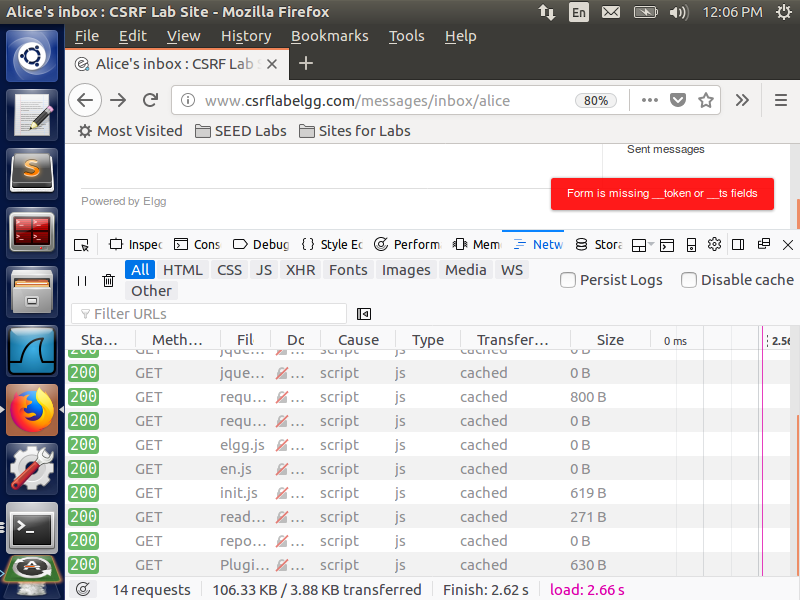 Alice's inbox : CSRF Lab Site - Mozilla Firefox
En
12:06 PM
File Edit View History Bookmarks Tools Help
Alice's inbox : CSRF Lab
www.csrflabelgg.com/messages/inbox/alice
80%
Most Visited SEED Labs Sites for Labs
Sent messages
Powered by Elgg
Form is missing __token or __ts fields
Inspec Cons Debug Style Ec Perform Mem Netw Stora
All HTML CSS JS XHR Fonts Images Media WS
Other
Persist Logs Disable cache
Filter URLs
Sta... Meth... Fil Dc Cause Type Transfer... Size 0 ms 2.56
200 GET jque... ... script js cached 0 B
200 GET jque... ... script js cached 0 B
200 GET requ... ... script js cached 800 B
200 GET requ... ... script js cached 0 B
200 GET elgg.js ... script js cached 0 B
200 GET en.js ... script js cached 0 B
200 GET init.js ... script js cached 619 B
200 GET read... ... script js cached 271 B
200 GET repo... ... script js cached 0 B
200 GET Plugi... ... script js cached 630 B
14 requests 106.33 KB / 3.88 KB transferred Finish: 2.62 s load: 2.66 s